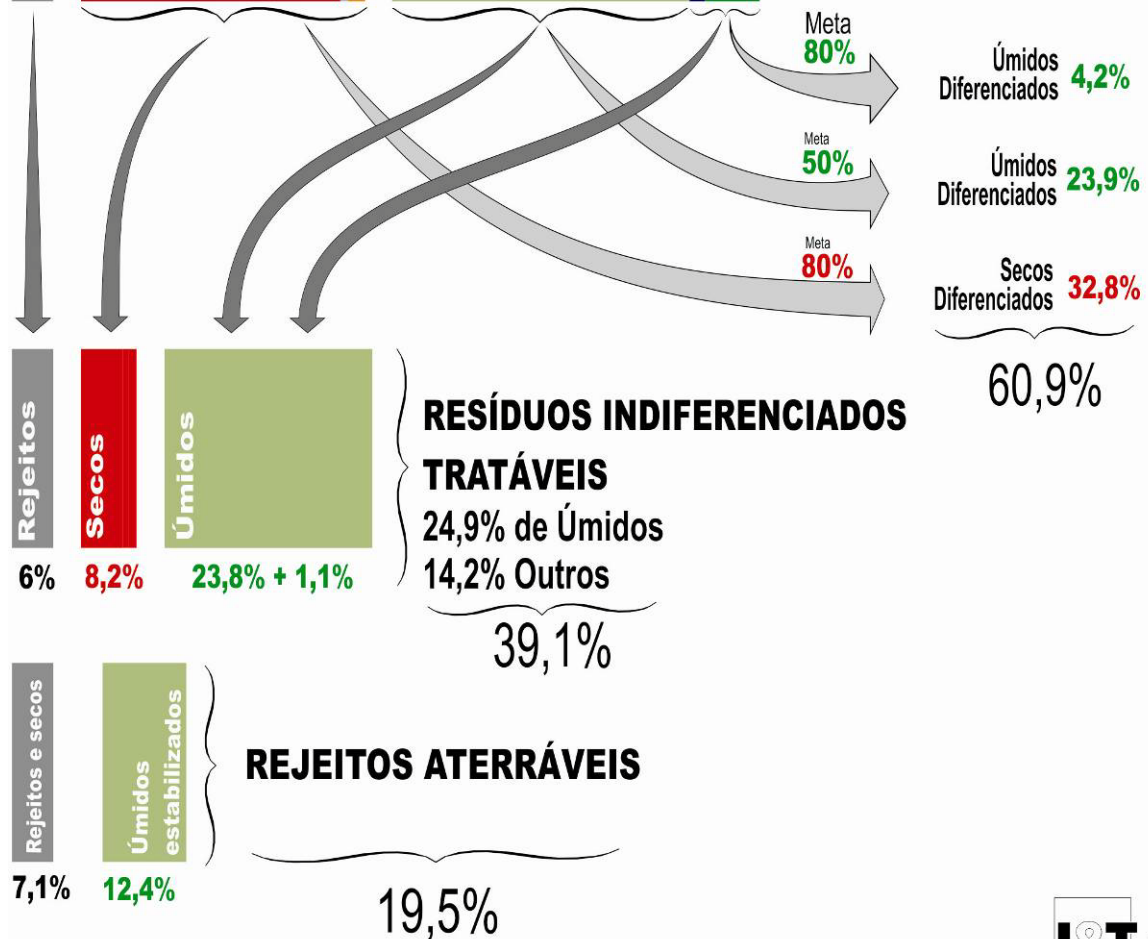 Meta
80%
Úmidos
Diferenciados 4,2%
Meta
50%
Úmidos
Diferenciados 23,9%
Meta
80%
Secos
Diferenciados 32,8%
60,9%
Rejeitos
Secos
Úmidos
RESÍDUOS INDIFERENCIADOS
TRATÁVEIS
24,9% de Úmidos
14,2% Outros
6%
8,2%
23,8% + 1,1%
39,1%
Rejeitos e secos
Úmidos
estabilizados
REJEITOS ATERRÁVEIS
7,1%
12,4%
19,5%
I&T